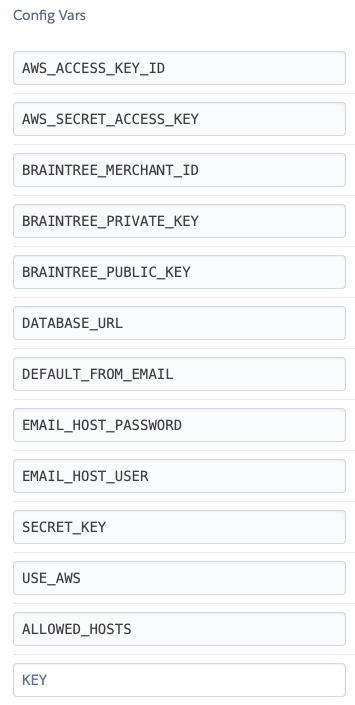 Config Vars
AWS_ACCESS_KEY_ID
AWS_SECRET_ACCESS_KEY
BRAINTREE_MERCHANT_ID
BRAINTREE_PRIVATE_KEY
BRAINTREE_PUBLIC_KEY
DATABASE_URL
DEFAULT_FROM_EMAIL
EMAIL_HOST_PASSWORD
EMAIL_HOST_USER
SECRET_KEY
USE_AWS
ALLOWED_HOSTS
KEY